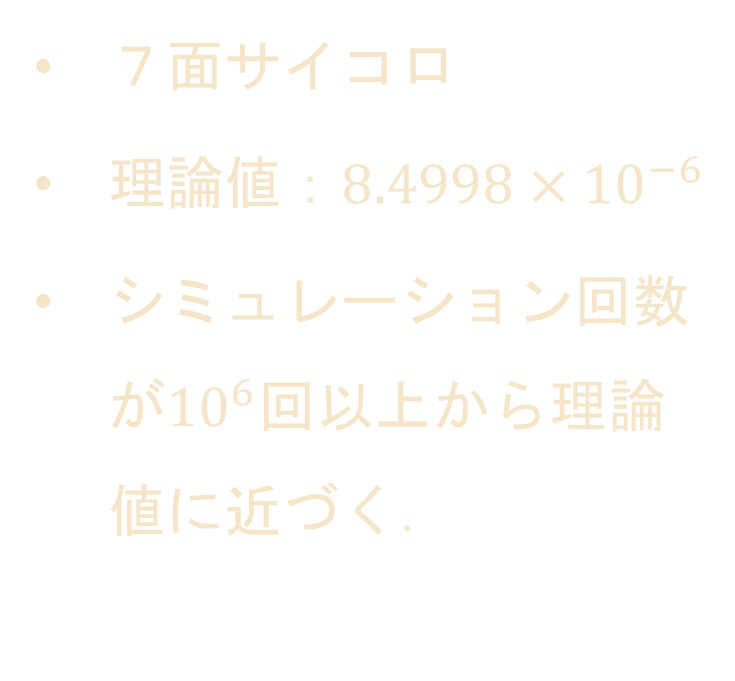 • 7面サイコロ
• 理論値：8.4998 × 10⁻⁶
• シミュレーション回数
が10⁶回以上から理論
値に近づく.